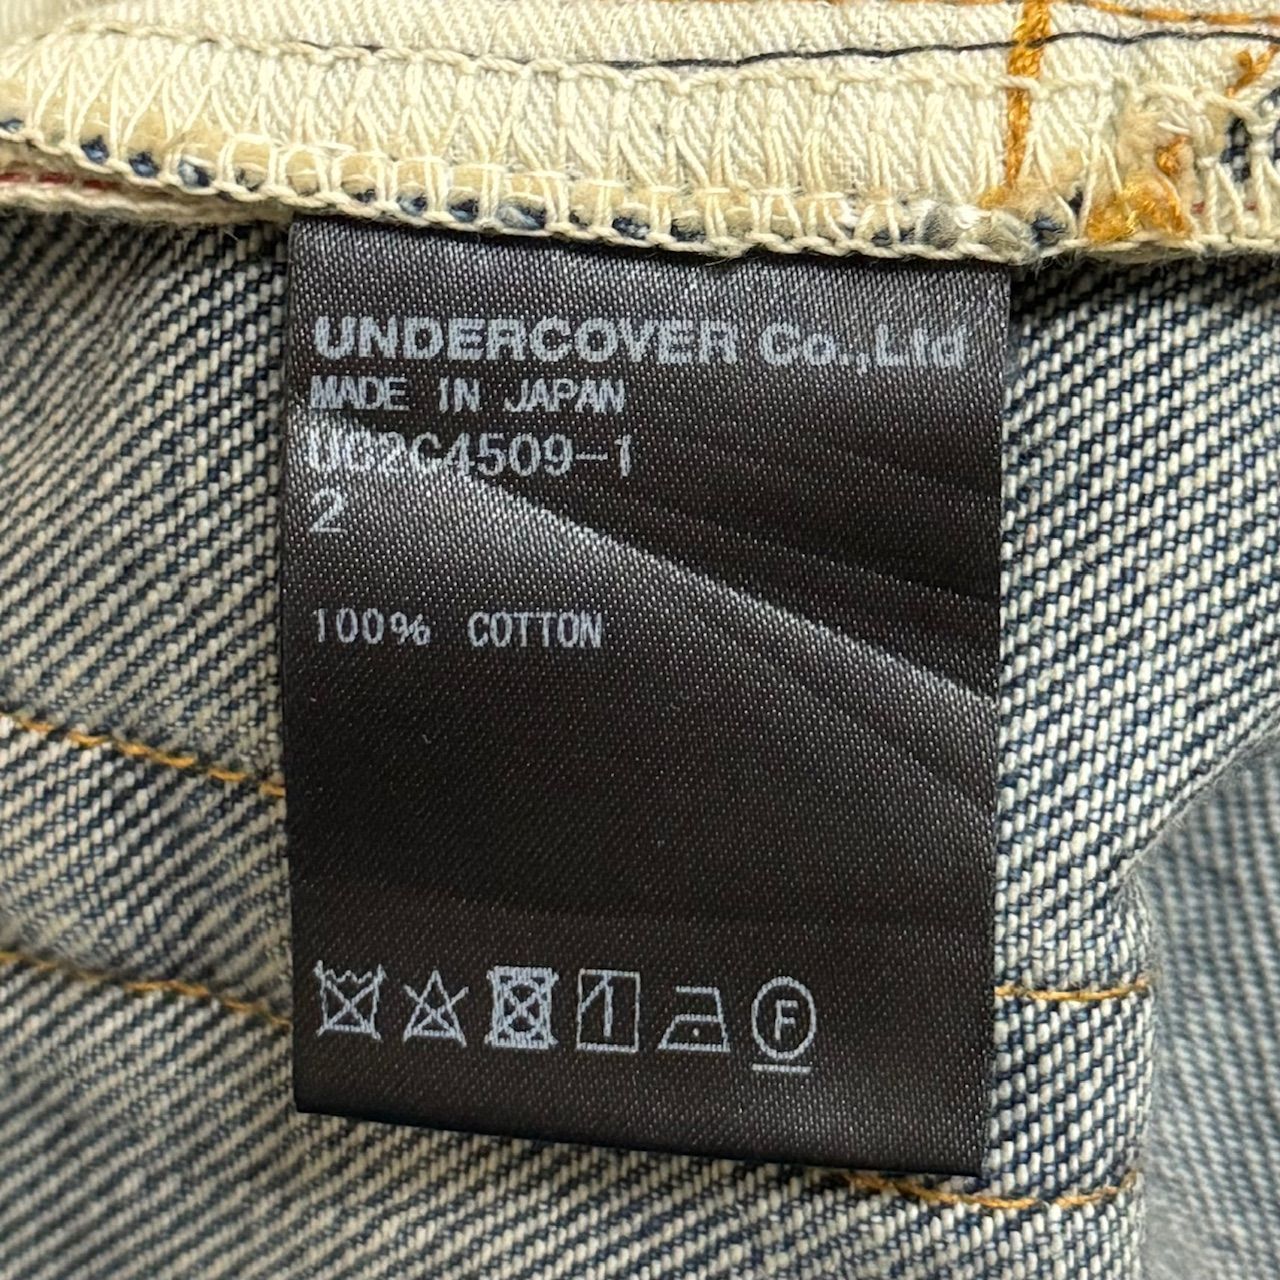 UNDERCOVER Co.,Ltd
MADE IN JAPAN
UC2C4509-1
2
100% COTTON
F